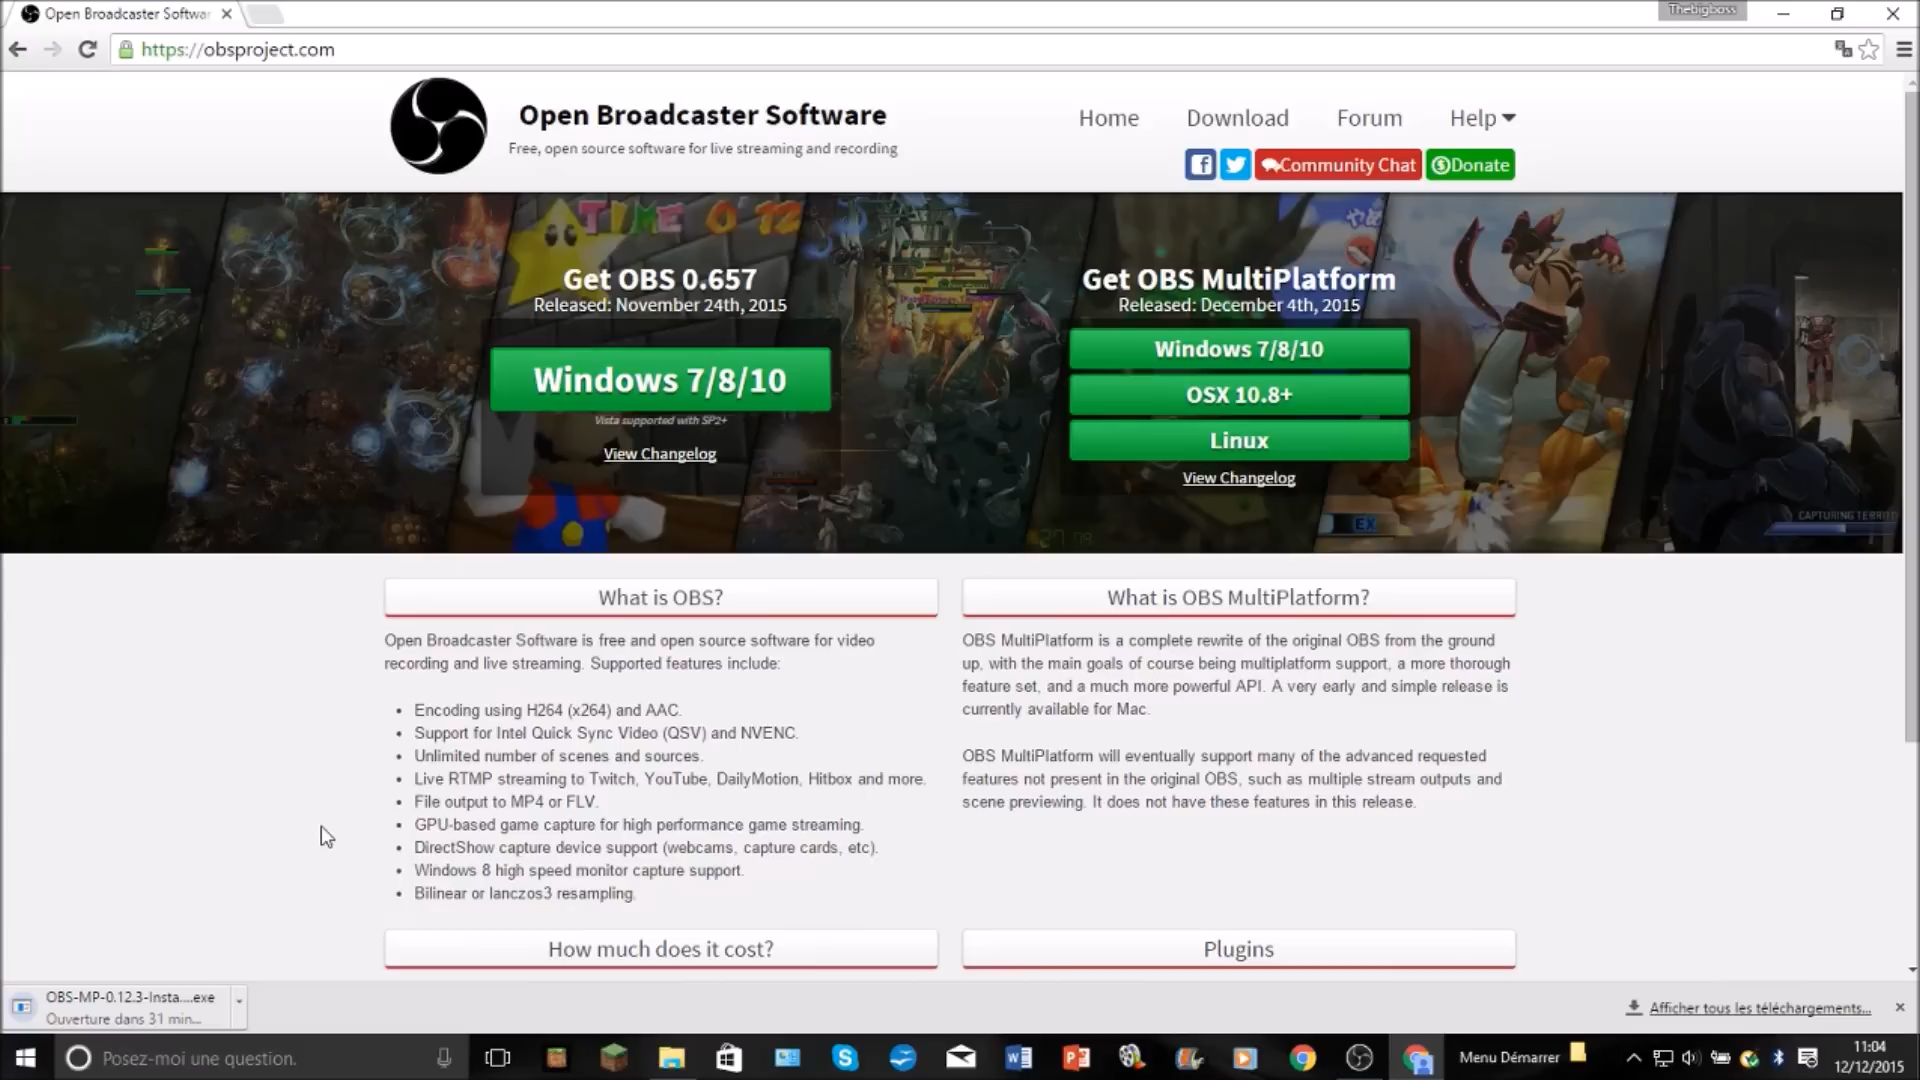 Open Broadcaster Softwar
Thebigboss
https://obsproject.com
Open Broadcaster Software
Free, open source software for live streaming and recording
Home
Download
Forum
Help
Community Chat
Donate
TIME 0'12
Get OBS 0.657
Released: November 24th, 2015
Windows 7/8/10
Vista supported with SP2+
View Changelog
Get OBS MultiPlatform
Released: December 4th, 2015
Windows 7/8/10
OSX 10.8+
Linux
View Changelog
EX
What is OBS?
Open Broadcaster Software is free and open source software for video
recording and live streaming. Supported features include:
• Encoding using H264 (x264) and AAC.
• Support for Intel Quick Sync Video (QSV) and NVENC.
• Unlimited number of scenes and sources.
• Live RTMP streaming to Twitch, YouTube, DailyMotion, Hitbox and more.
• File output to MP4 or FLV.
• GPU-based game capture for high performance game streaming.
• DirectShow capture device support (webcams, capture cards, etc).
• Windows 8 high speed monitor capture support.
• Bilinear or lanczos3 resampling.
What is OBS MultiPlatform?
OBS MultiPlatform is a complete rewrite of the original OBS from the ground
up, with the main goals of course being multiplatform support, a more thorough
feature set, and a much more powerful API. A very early and simple release is
currently available for Mac.
OBS MultiPlatform will eventually support many of the advanced requested
features not present in the original OBS, such as multiple stream outputs and
scene previewing. It does not have these features in this release.
How much does it cost?
Plugins
OBS-MP-0.12.3-Insta....exe
Ouverture dans 31 min...
Afficher tous les téléchargements...
Posez-moi une question.
Menu Démarrer
11:04
12/12/2015